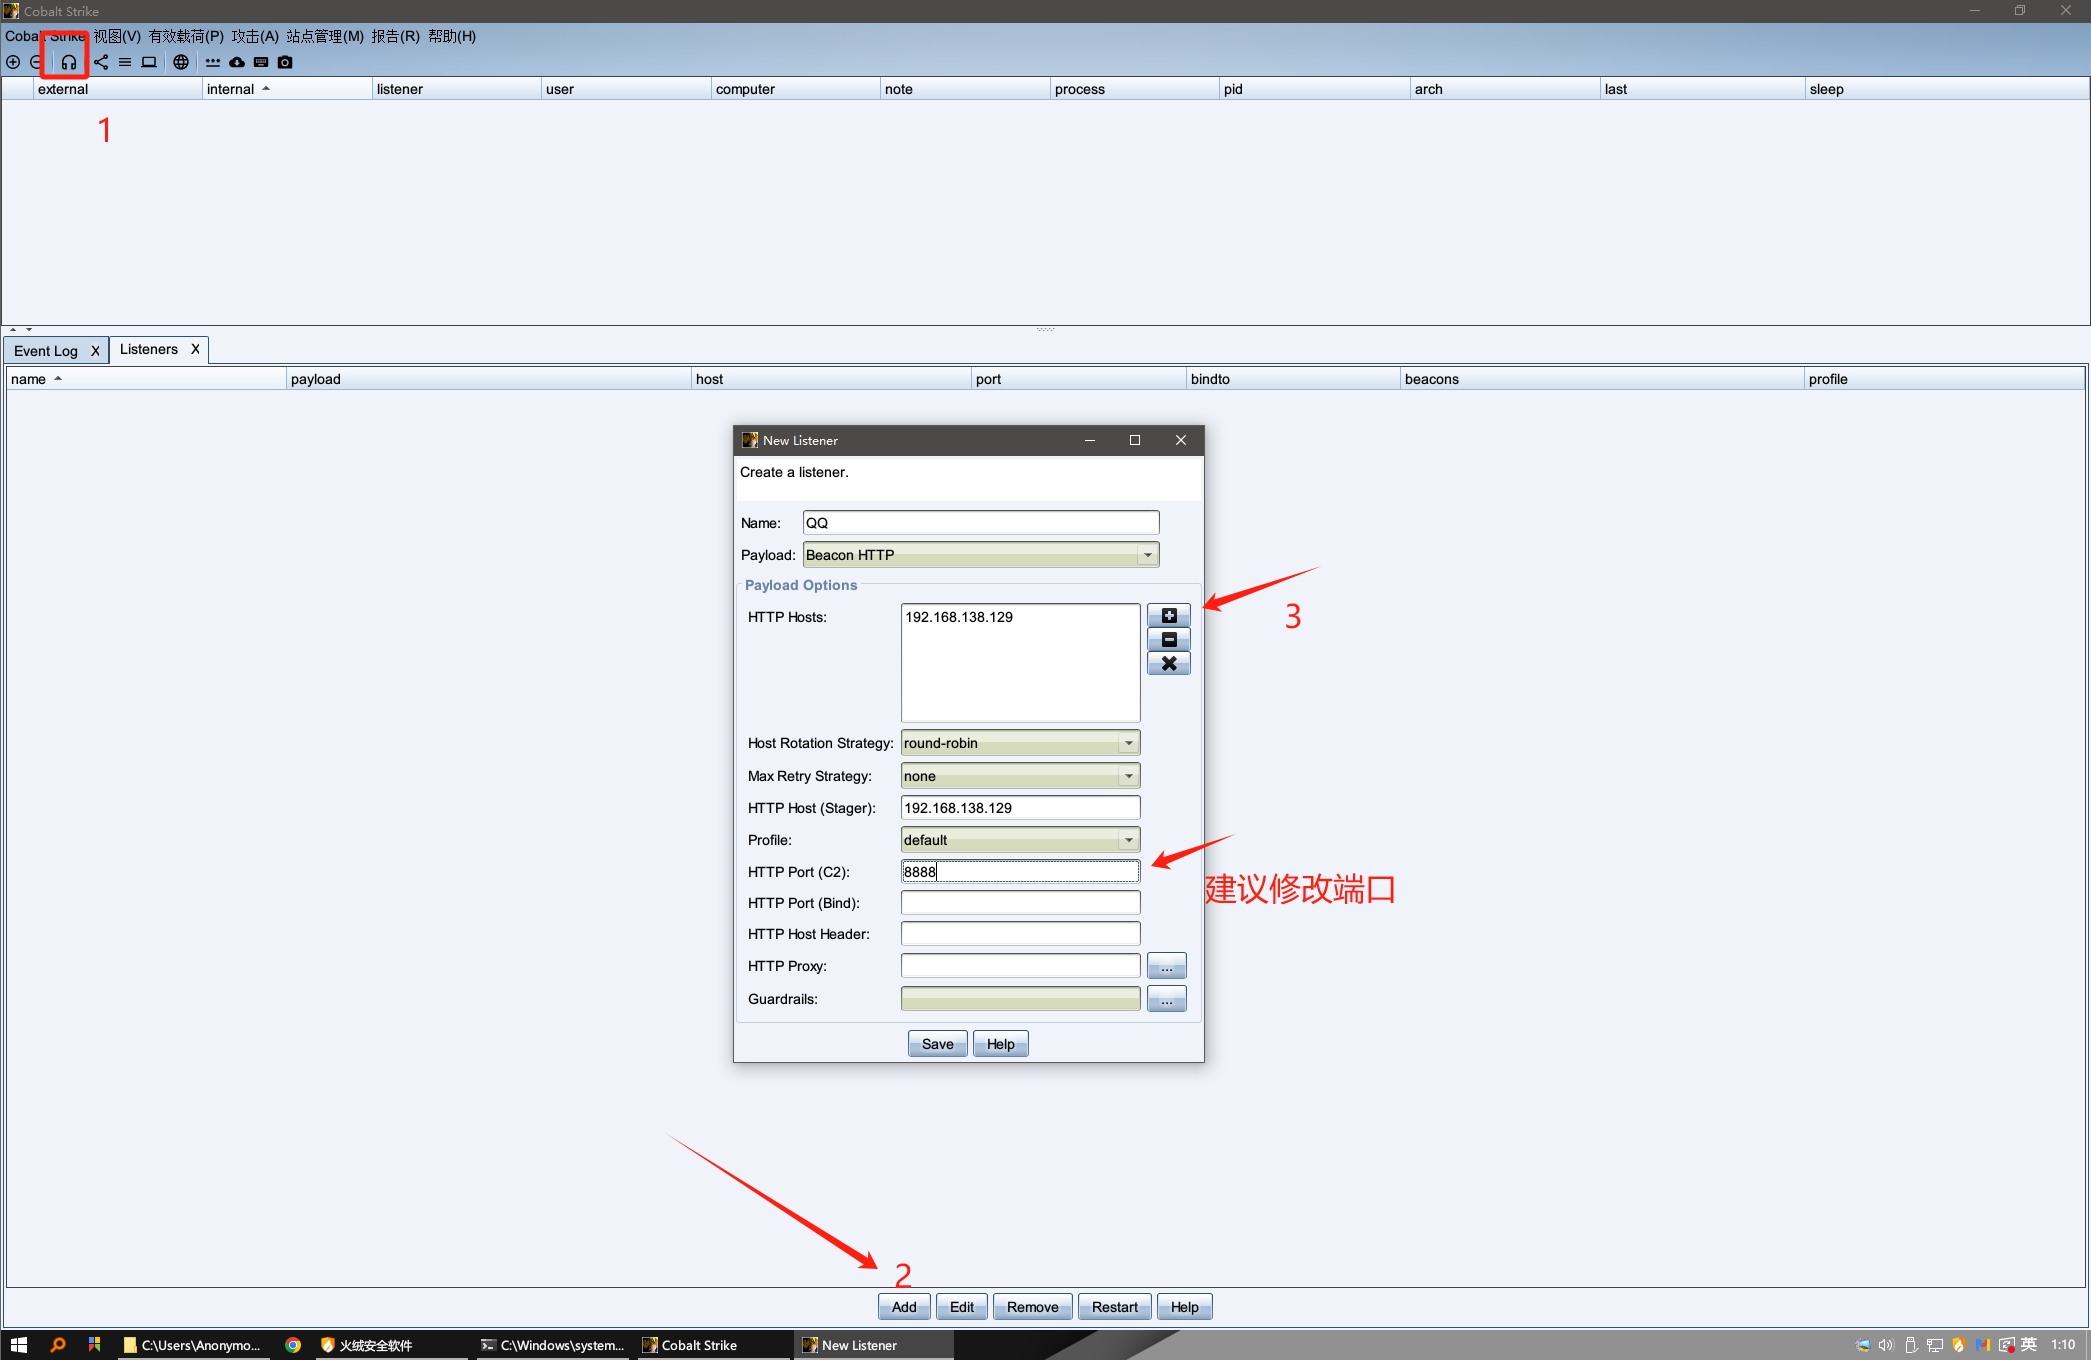 Cobalt Strike
Cobalt Strike 视图(V) 有效载荷(P) 攻击(A) 站点管理(M) 报告(R) 帮助(H)
external internal listener user computer note process pid arch last sleep
1
Event Log X Listeners X
name payload host port bindto beacons profile
New Listener
Create a listener.
Name: QQ
Payload: Beacon HTTP
Payload Options
HTTP Hosts: 192.168.138.129
3
Host Rotation Strategy: round-robin
Max Retry Strategy: none
HTTP Host (Stager): 192.168.138.129
Profile: default
HTTP Port (C2): 8888
建议修改端口
HTTP Port (Bind):
HTTP Host Header:
HTTP Proxy: ...
Guardrails: ...
Save Help
2
Add Edit Remove Restart Help
C:\Users\Anonymo... 火绒安全软件 C:\Windows\system... Cobalt Strike New Listener 英 1:10